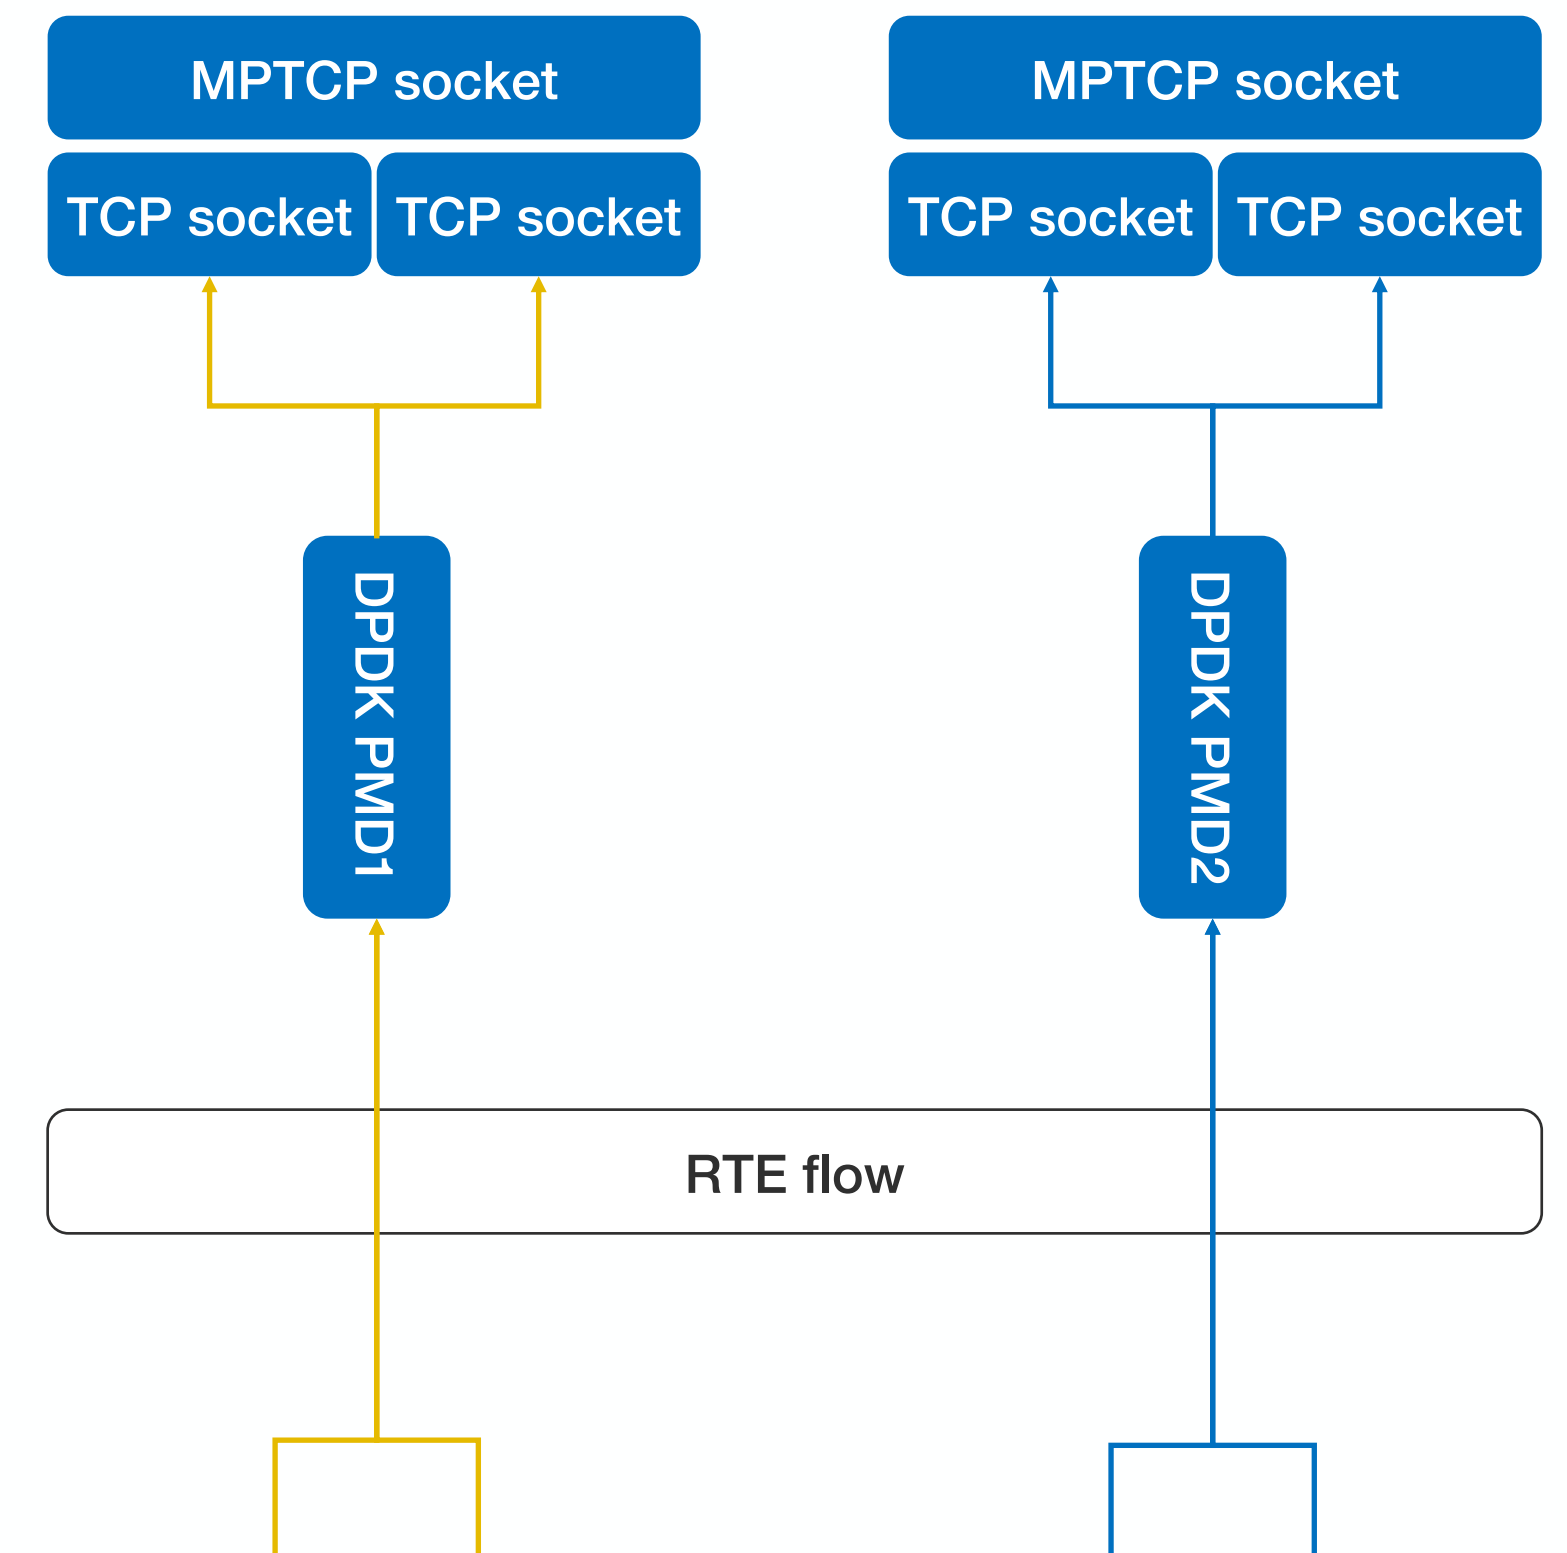 MPTCP socket
MPTCP socket
TCP socket
TCP socket
TCP socket
TCP socket
DPDK PMD1
DPDK PMD2
RTE flow